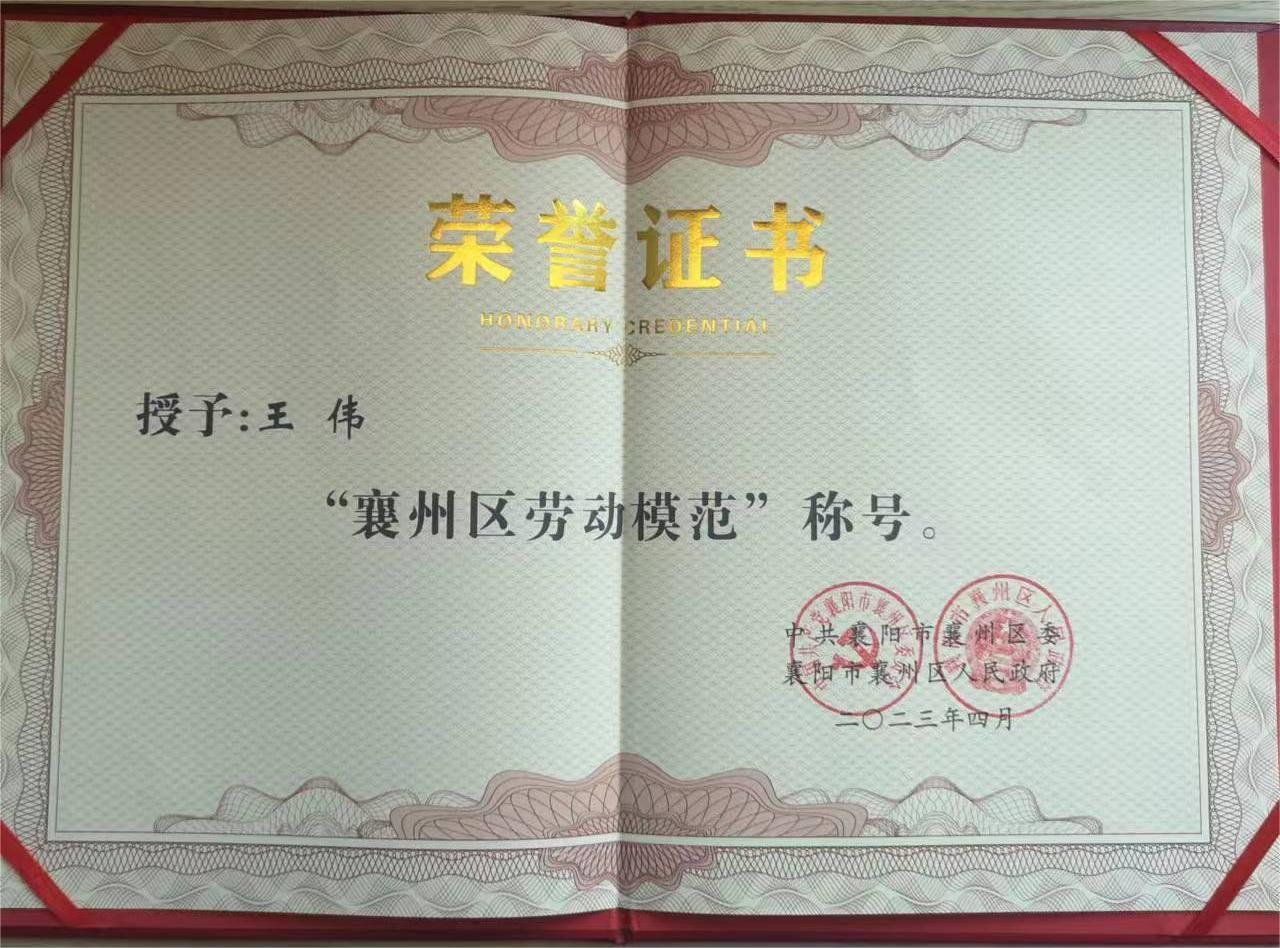 荣誉证书
HONORARY CREDENTIAL
授予:王 伟
“襄州区劳动模范”称号。
中共襄阳市襄州区委
襄阳市襄州区人民政府
二〇二三年四月